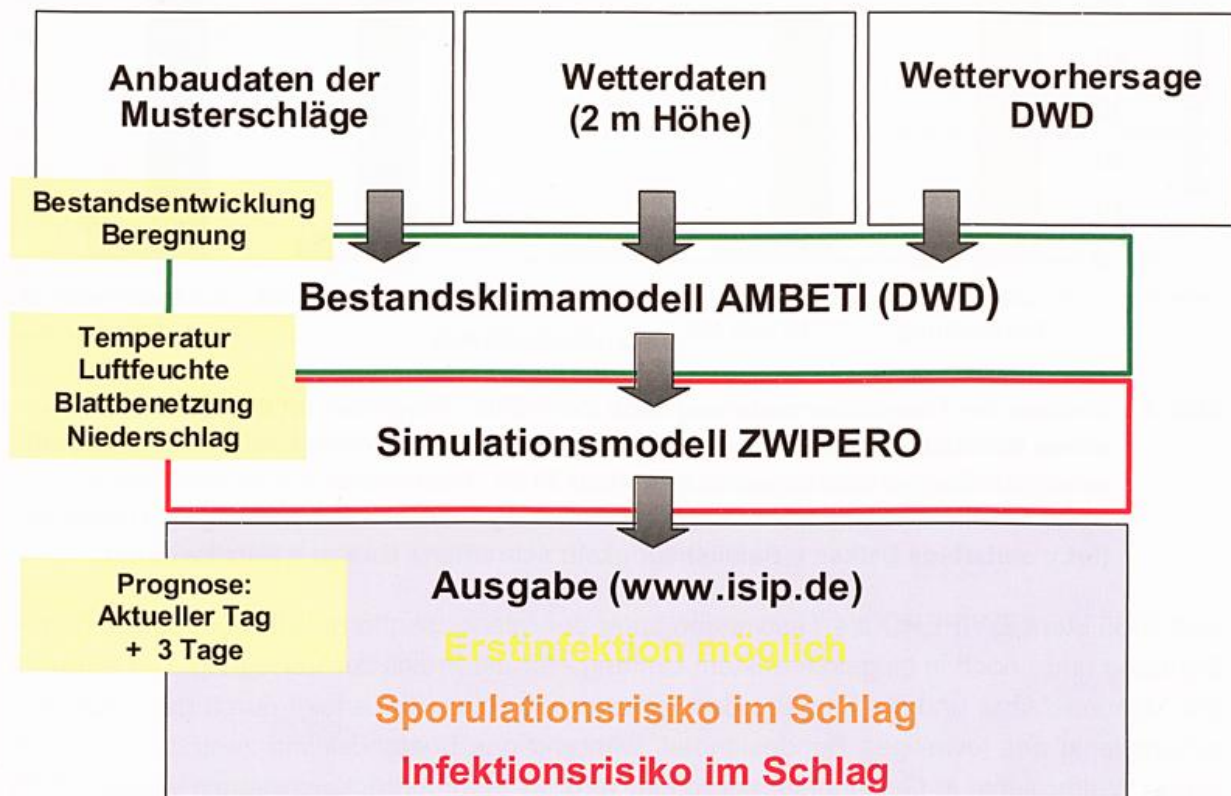 Anbaudaten der
Musterschläge
Wetterdaten
(2 m Höhe)
Wettervorhersage
DWD
Bestandsentwicklung
Beregnung
Bestandsklimamodell AMBETI (DWD)
Temperatur
Luftfeuchte
Blattbenetzung
Niederschlag
Simulationsmodell ZWIPERO
Prognose:
Aktueller Tag
+ 3 Tage
Ausgabe (www.isip.de)
Erstinfektion möglich
Sporulationsrisiko im Schlag
Infektionsrisiko im Schlag